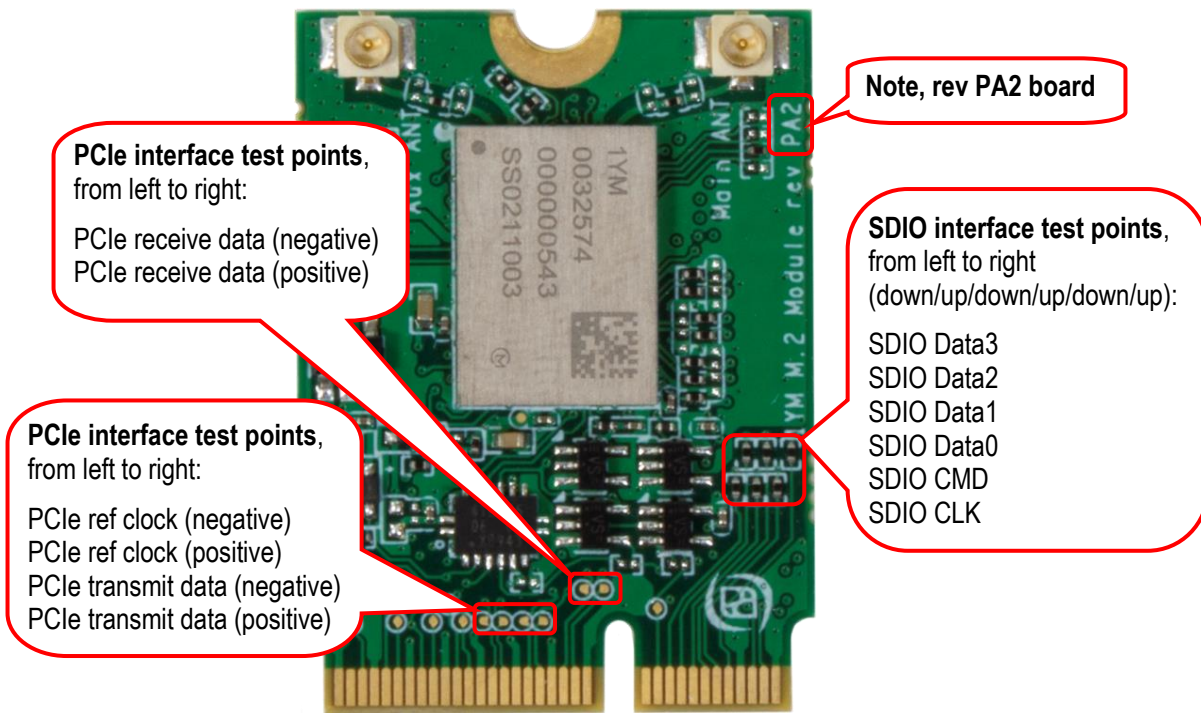 Note, rev PA2 board
PCIe interface test points,
from left to right:
PCIe receive data (negative)
PCIe receive data (positive)
SDIO interface test points,
from left to right
(down/up/down/up/down/up):
SDIO Data3
SDIO Data2
SDIO Data1
SDIO Data0
SDIO CMD
SDIO CLK
PCIe interface test points,
from left to right:
PCIe ref clock (negative)
PCIe ref clock (positive)
PCIe transmit data (negative)
PCIe transmit data (positive)
Aux ANT
1YM
0032574
000000543
SS0211003
Main ANT
1YM M.2 Module rev PA2